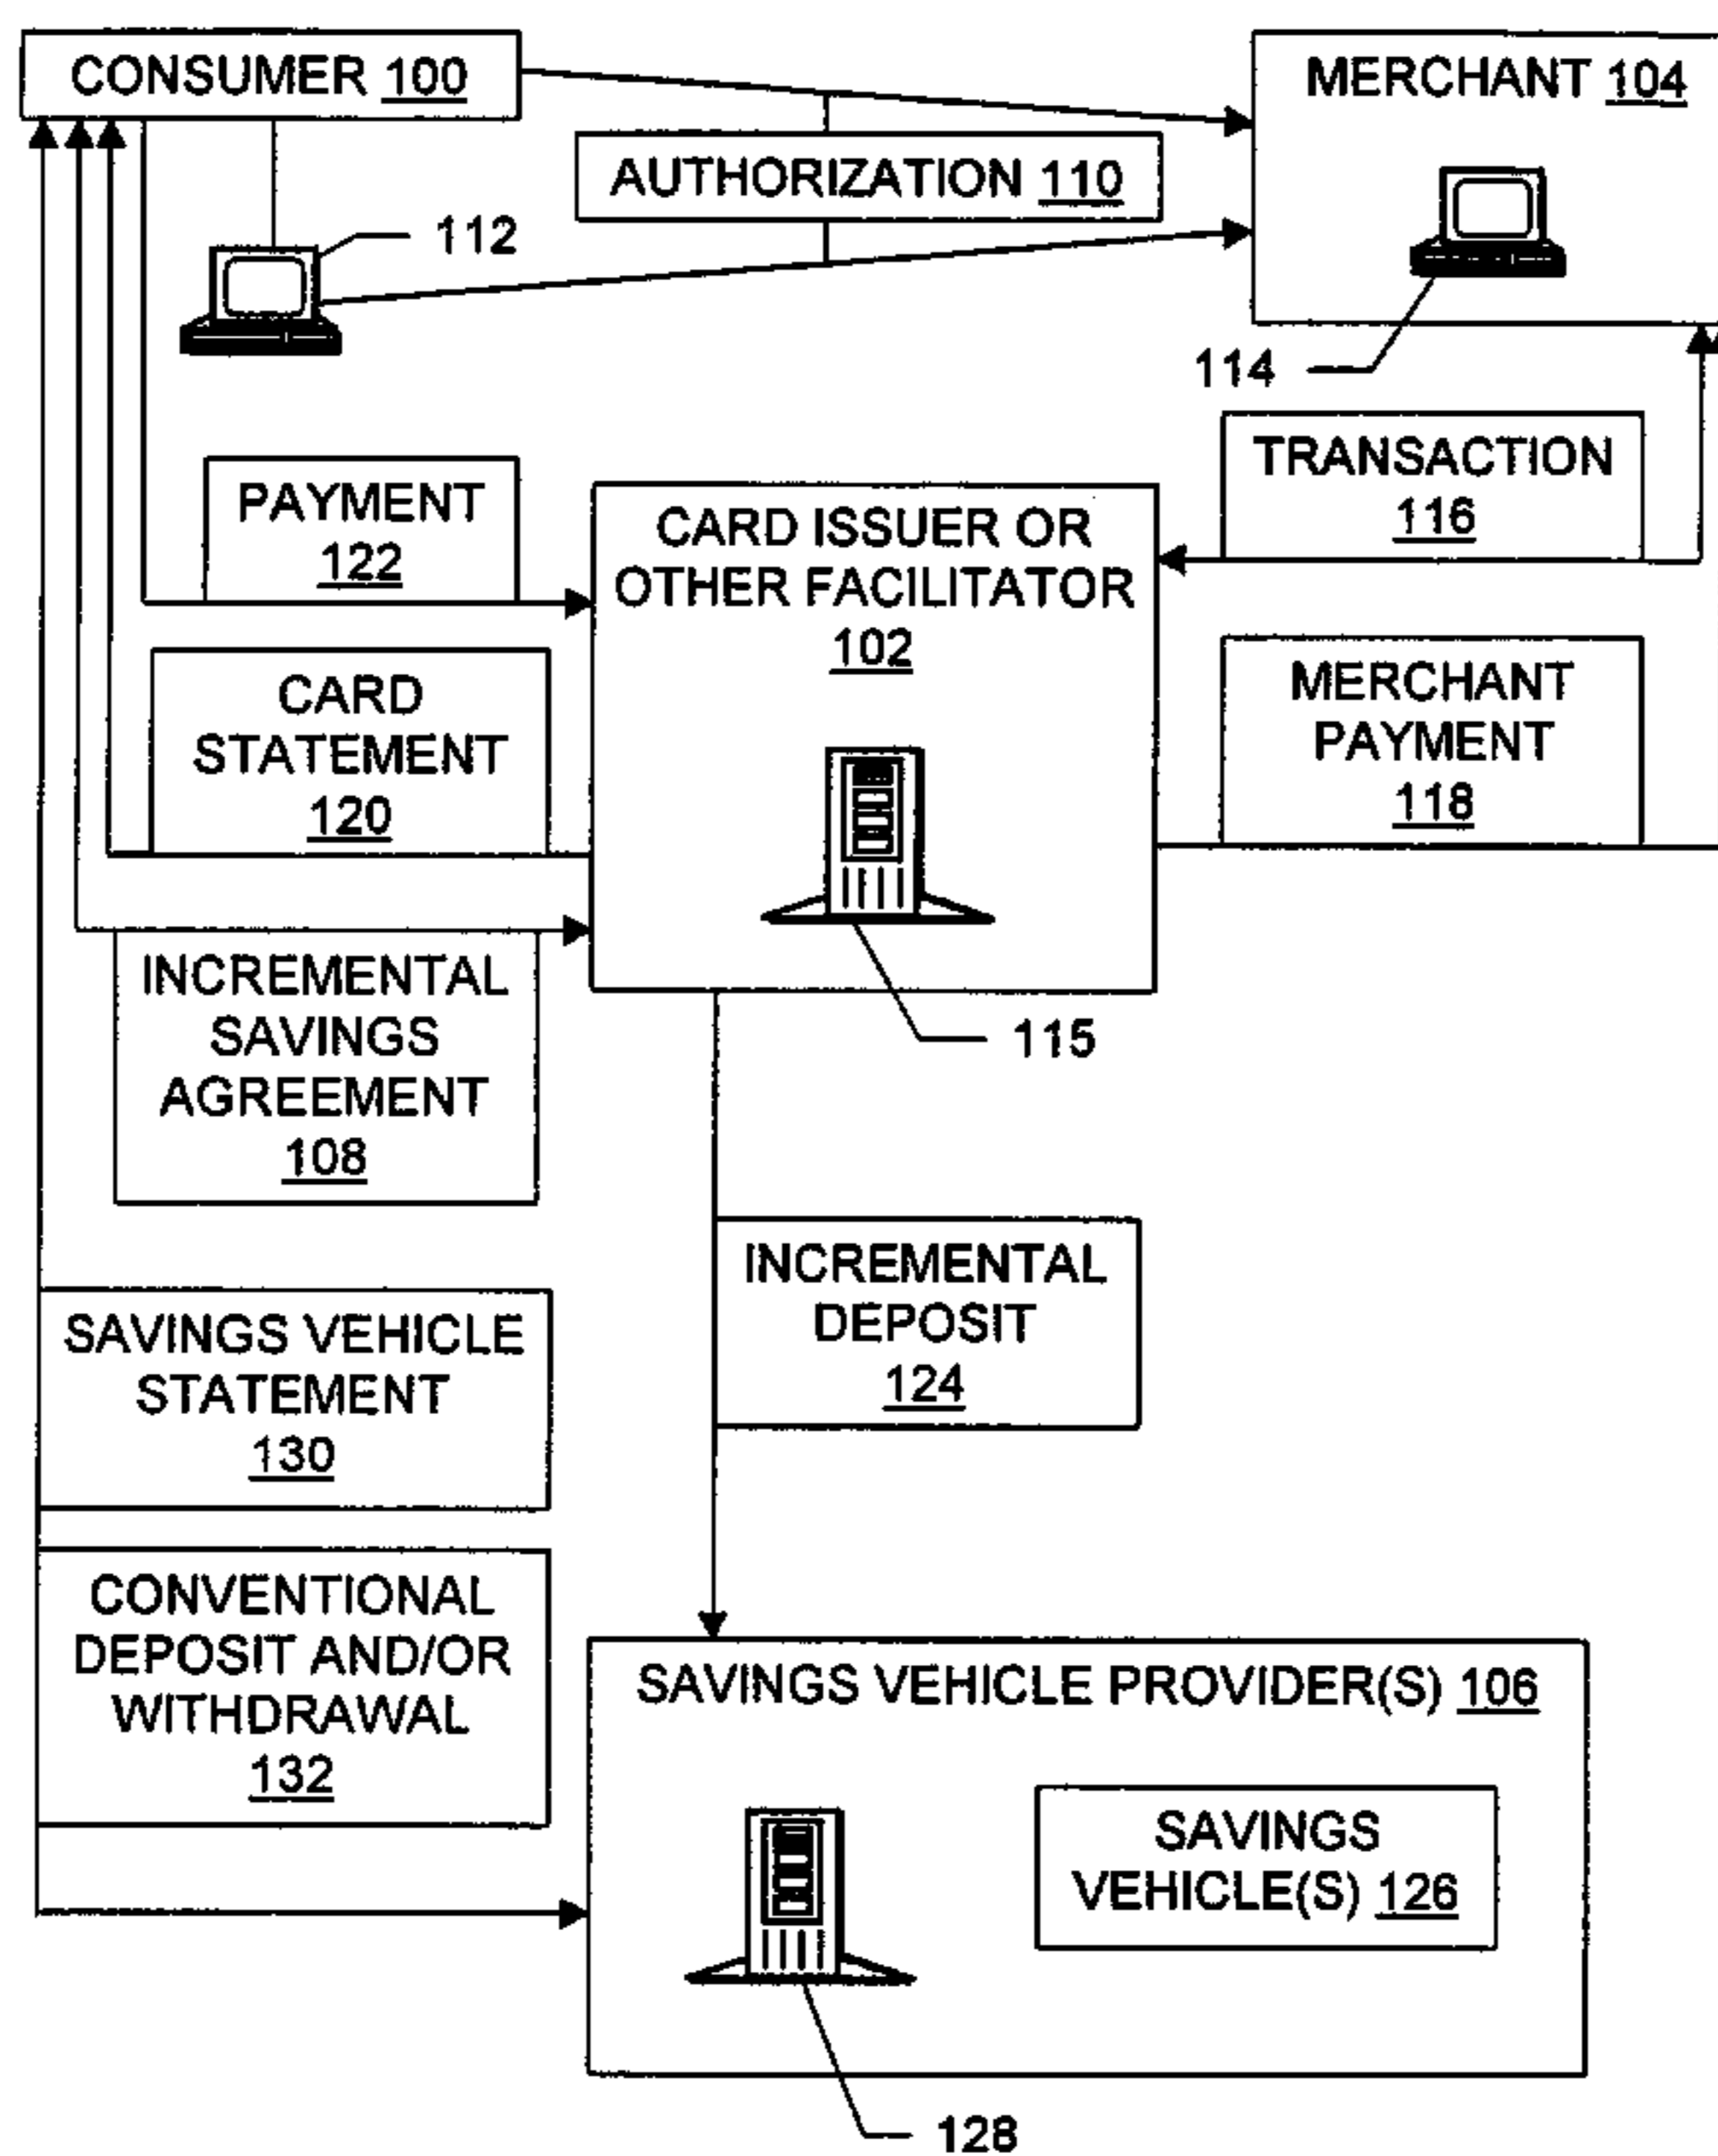 CONSUMER 100
MERCHANT 104
AUTHORIZATION 110
112
114
TRANSACTION
116
PAYMENT
122
CARD ISSUER OR
OTHER FACILITATOR
102
CARD
STATEMENT
120
MERCHANT
PAYMENT
118
INCREMENTAL
SAVINGS
AGREEMENT
108
115
INCREMENTAL
DEPOSIT
124
SAVINGS VEHICLE
STATEMENT
130
CONVENTIONAL
DEPOSIT AND/OR
WITHDRAWAL
132
SAVINGS VEHICLE PROVIDER(S) 106
SAVINGS
VEHICLE(S) 126
128